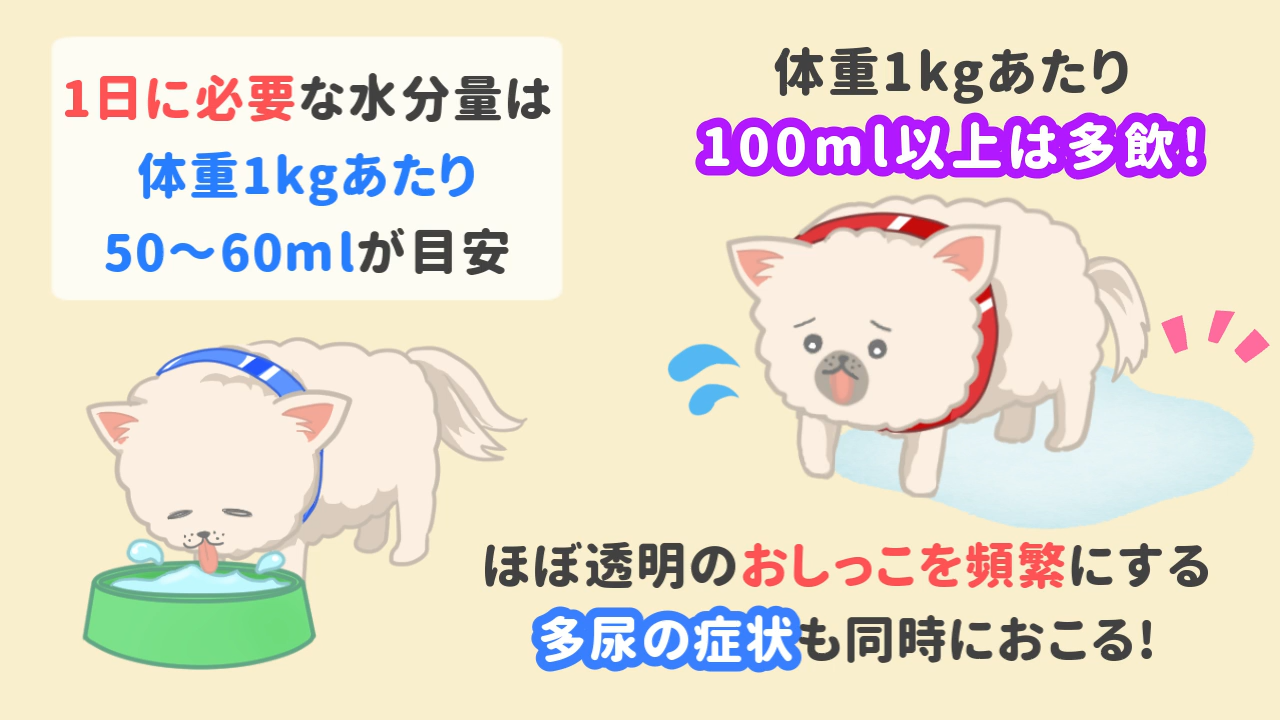 1日に必要な水分量は
体重1kgあたり
50～60mlが目安
体重1kgあたり
100ml以上は多飲!
ほぼ透明のおしっこを頻繁にする
多尿の症状も同時におこる!